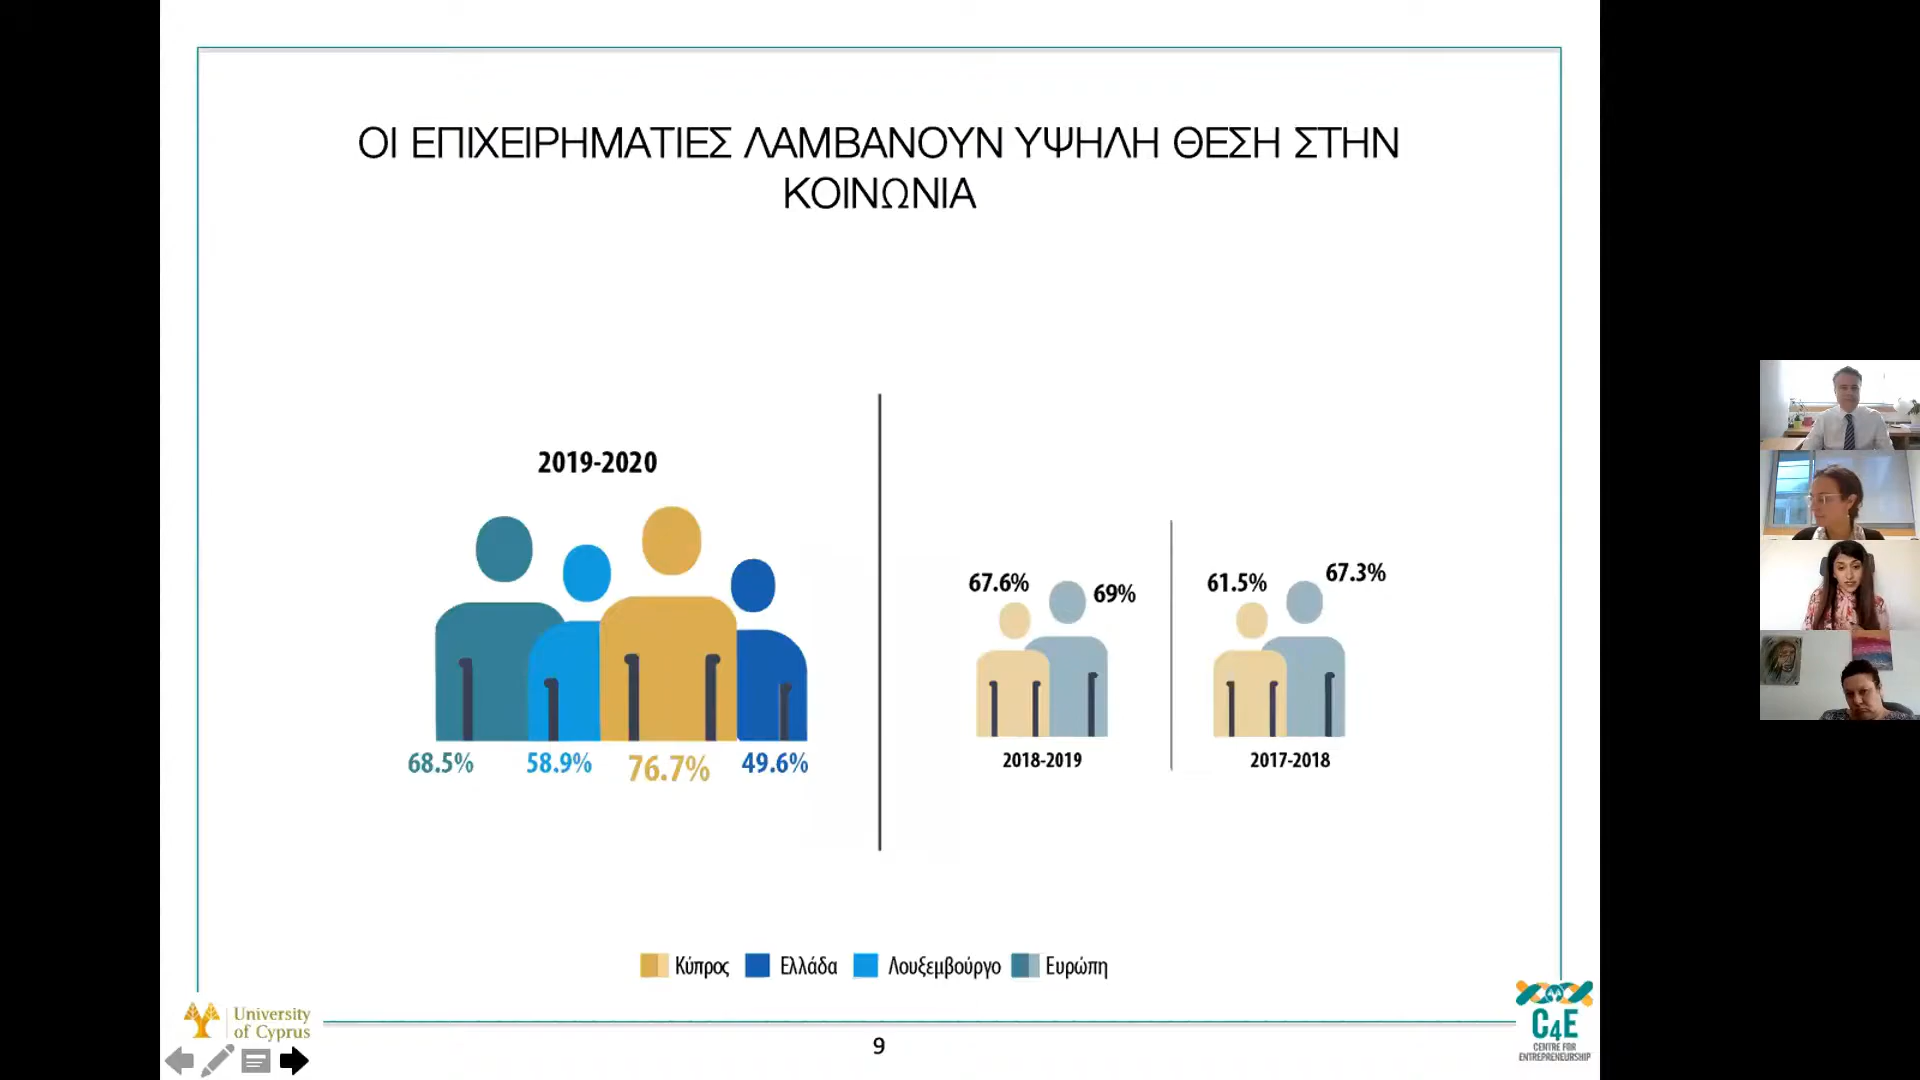 ΟΙ ΕΠΙΧΕΙΡΗΜΑΤΙΕΣ ΛΑΜΒΑΝΟΥΝ ΥΨΗΛΗ ΘΕΣΗ ΣΤΗΝ
ΚΟΙΝΩΝΙΑ
2019-2020
68.5% 58.9% 76.7% 49.6%
67.6% 69%
2018-2019
61.5% 67.3%
2017-2018
Κύπρος Ελλάδα Λουξεμβούργο Ευρώπη
University
of Cyprus
9
C4E
CENTRE FOR
ENTREPRENEURSHIP